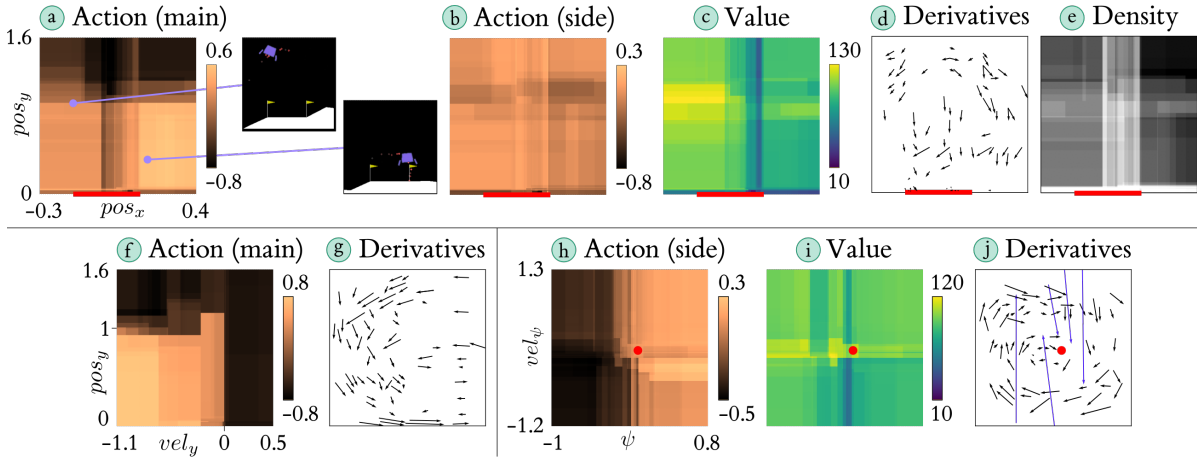 a Action (main)
b Action (side)
c Value
d Derivatives
e Density
1.6
pos_y
0
−0.3
pos_x
0.4
0.6
−0.8
0.3
−0.8
130
10
f Action (main)
g Derivatives
h Action (side)
i Value
j Derivatives
1.6
1
pos_y
0
−1.1
vel_y
0
0.5
0.8
−0.8
1.3
vel_ψ
−1.2
−1
ψ
0.8
0.3
−0.5
120
10